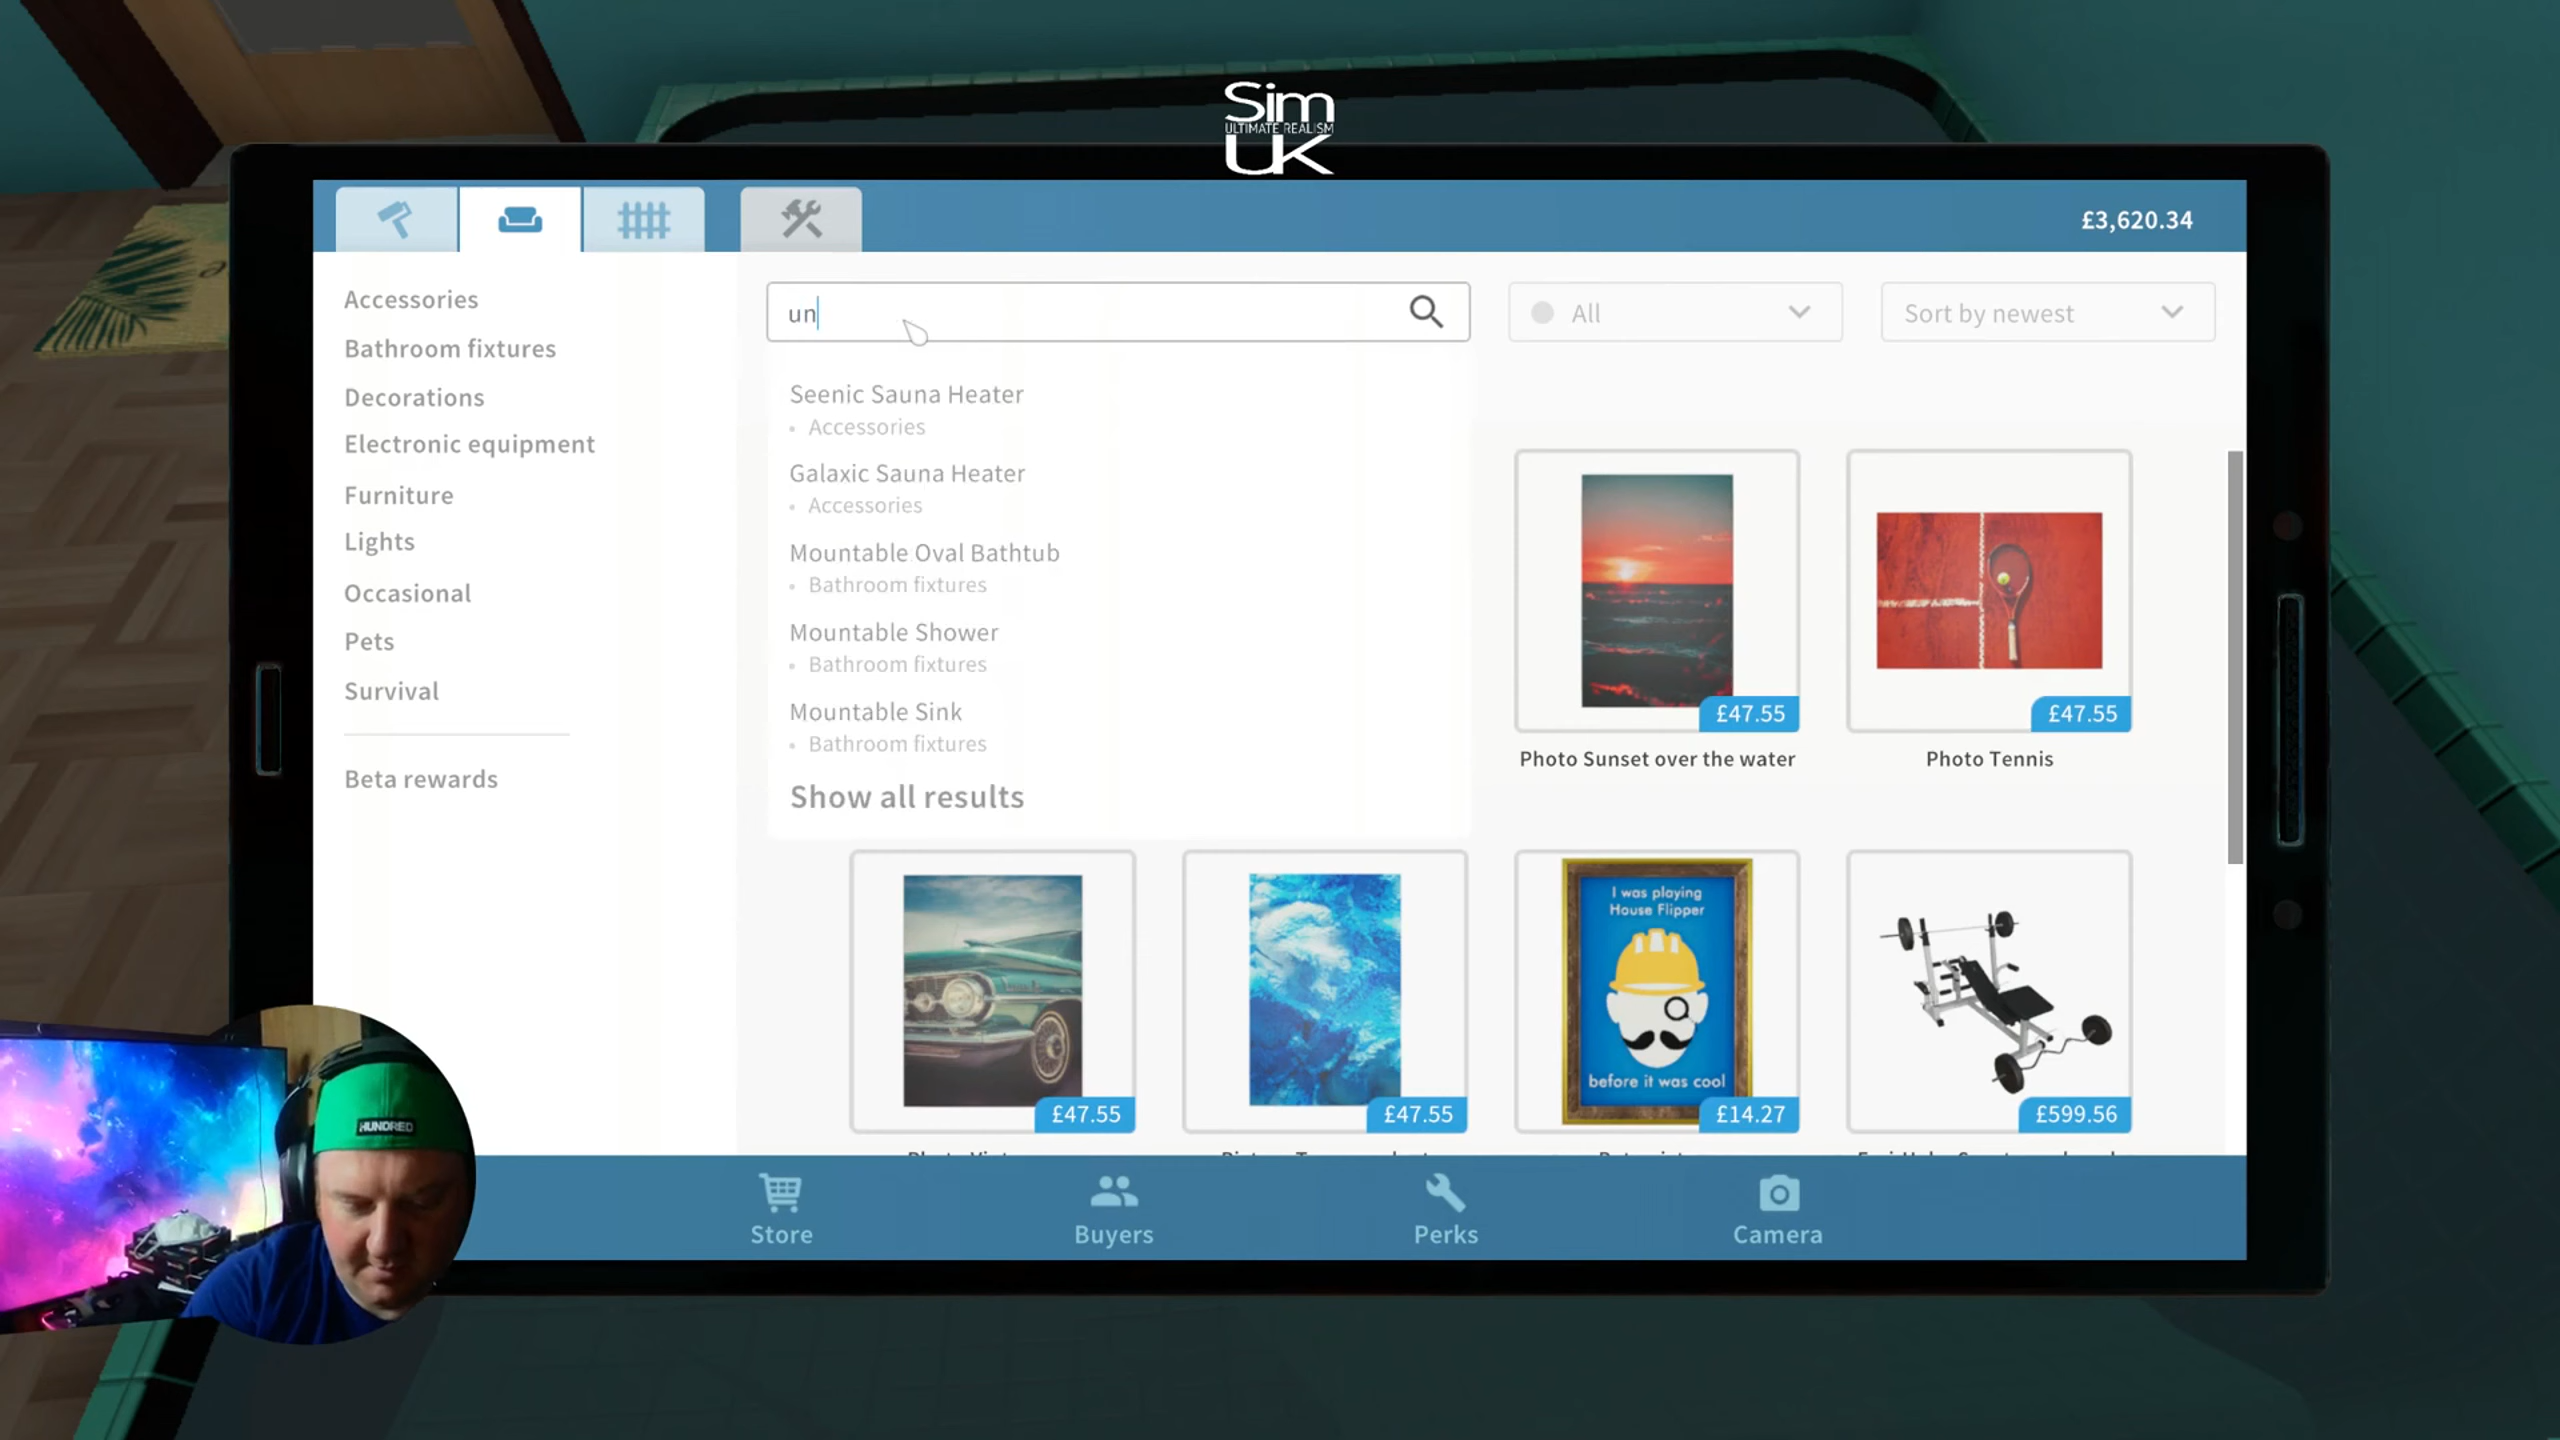 Sim
ULTIMATE REALISM
UK
£3,620.34
un
All
Sort by newest
Accessories
Bathroom fixtures
Decorations
Electronic equipment
Furniture
Lights
Occasional
Pets
Survival
Beta rewards
Seenic Sauna Heater
• Accessories
Galaxic Sauna Heater
• Accessories
Mountable Oval Bathtub
• Bathroom fixtures
Mountable Shower
• Bathroom fixtures
Mountable Sink
• Bathroom fixtures
Show all results
£47.55
Photo Sunset over the water
£47.55
Photo Tennis
£47.55
£47.55
I was playing
House Flipper
before it was cool
£14.27
£599.56
HUNDRED
Store
Buyers
Perks
Camera